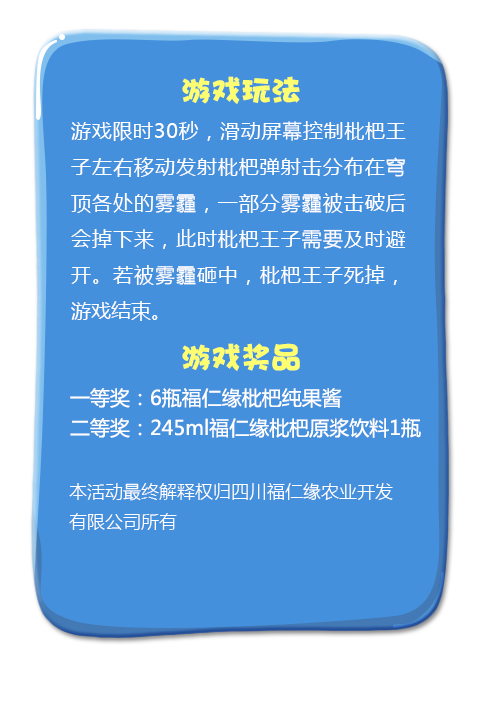 游戏玩法
游戏限时30秒，滑动屏幕控制枇杷王
子左右移动发射枇杷弹射击分布在穹
顶各处的雾霾，一部分雾霾被击破后
会掉下来，此时枇杷王子需要及时避
开。若被雾霾砸中，枇杷王子死掉，
游戏结束。
游戏奖品
一等奖：6瓶福仁缘枇杷纯果酱
二等奖：245ml福仁缘枇杷原浆饮料1瓶
本活动最终解释权归四川福仁缘农业开发
有限公司所有